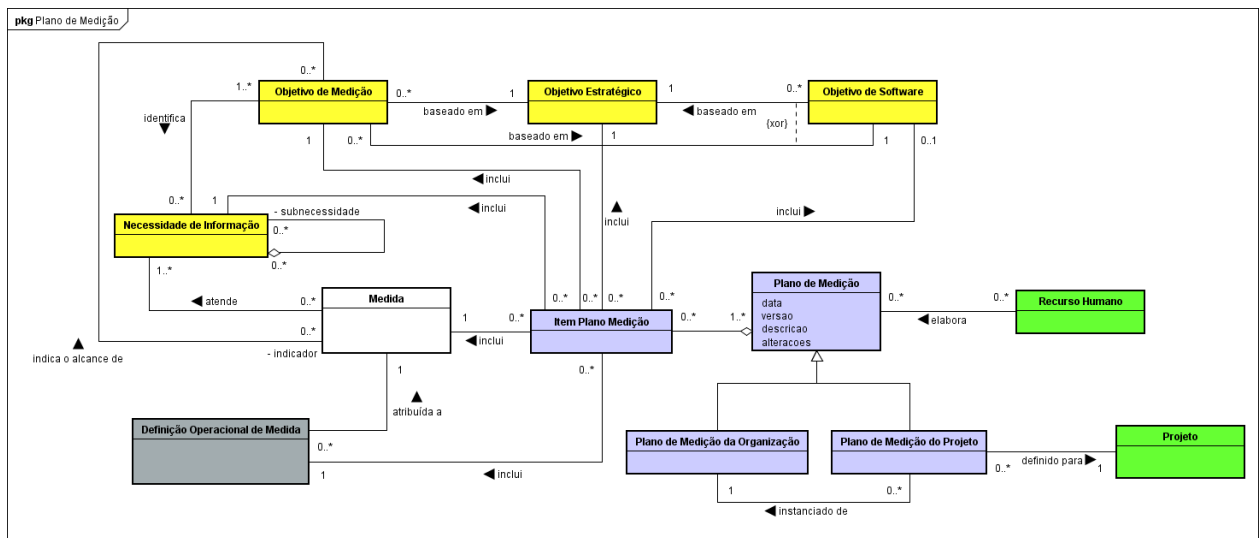 pkg Plano de Medição
0..*
1..*
Objetivo de Medição
0..*
baseado em ▶
1
Objetivo Estratégico
1
◀ baseado em
0..*
Objetivo de Software
{xor}
identifica
▼
1
0..*
baseado em ▶
1
1
0..1
◀ inclui
0..*
1
◀ inclui
- subnecessidade
Necessidade de Informação
0..*
0..*
▲
inclui
inclui ▶
1..*
◀ atende
0..*
Medida
0..*
- indicador
▲
indica o alcance de
1
0..*
◀ inclui
0..*
0..*
0..*
0..*
Item Plano Medição
0..*
1..*
Plano de Medição
data
versao
descricao
alteracoes
0..*
0..*
◀ elabora
Recurso Humano
1
▲
atribuída a
0..*
Definição Operacional de Medida
0..*
1
◀ inclui
Plano de Medição da Organização
Plano de Medição do Projeto
0..*
definido para ▶
1
Projeto
1
0..*
◀ instanciado de